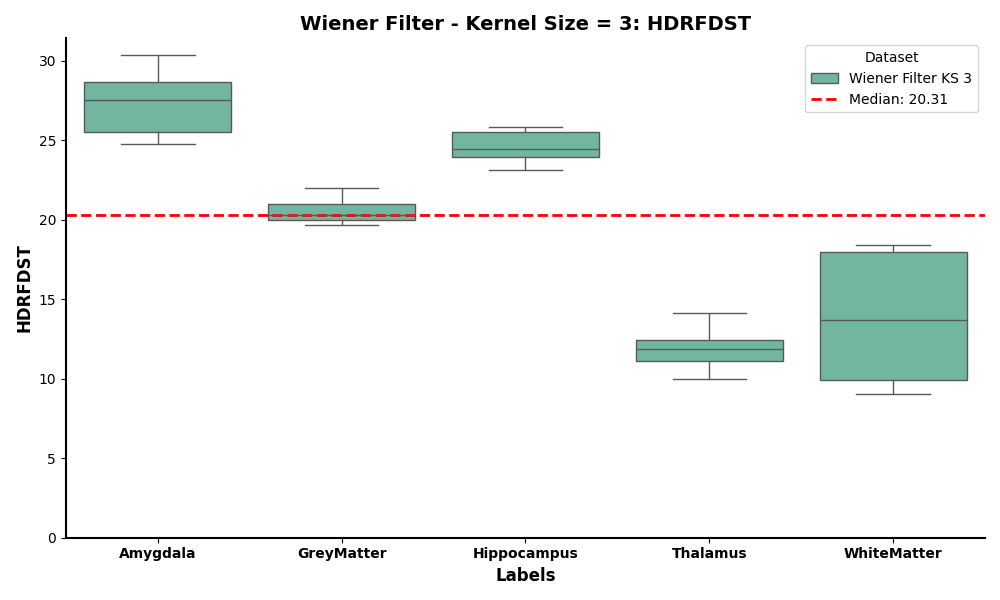 Wiener Filter - Kernel Size = 3: HDRFDST
Dataset
Wiener Filter KS 3
Median: 20.31
HDRFDST
30
25
20
15
10
5
0
Amygdala
GreyMatter
Hippocampus
Thalamus
WhiteMatter
Labels